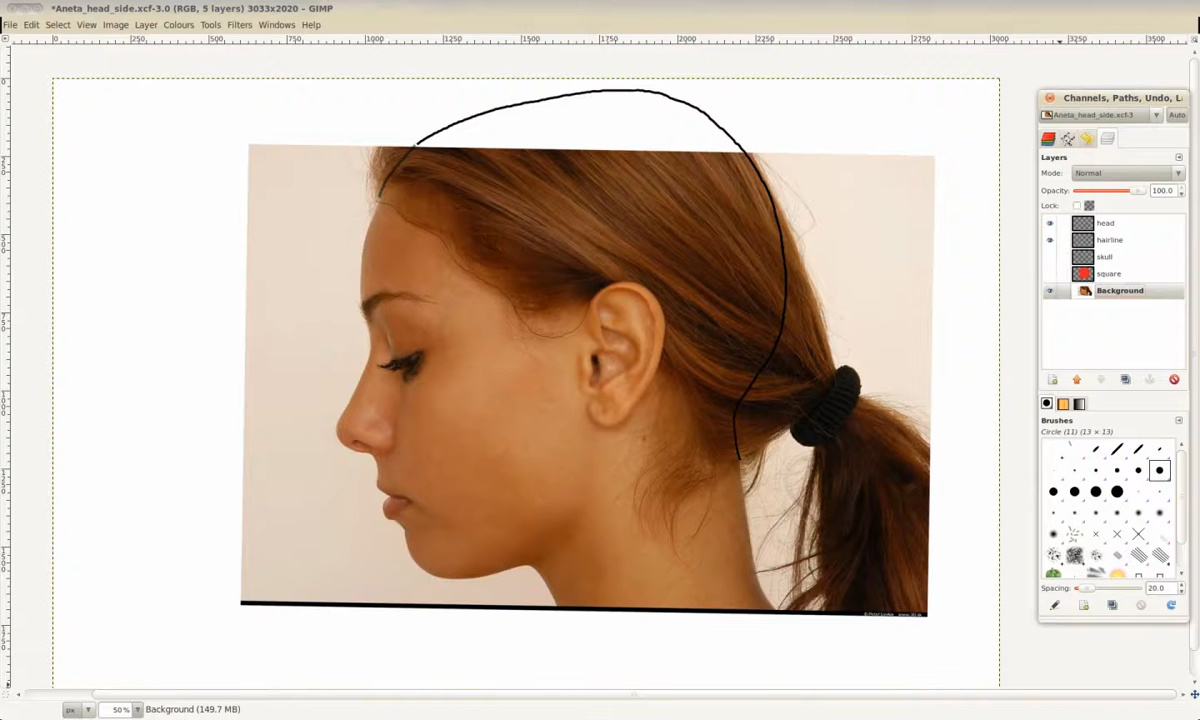 *Aneta_head_side.xcf-3.0 (RGB, 5 layers) 3033x2020 – GIMP
File Edit Select View Image Layer Colours Tools Filters Windows Help
0 250 500 750 1000 1250 1500 1750 2000 2250 2500 2750 3000 3250 3500
Channels, Paths, Undo, L
Aneta_head_side.xcf-3 Auto
Layers
Mode: Normal
Opacity: 100.0
Lock:
head
hairline
skull
square
Background
Brushes
Circle (11) (13 × 13)
Spacing: 20.0
px 50% Background (149.7 MB)